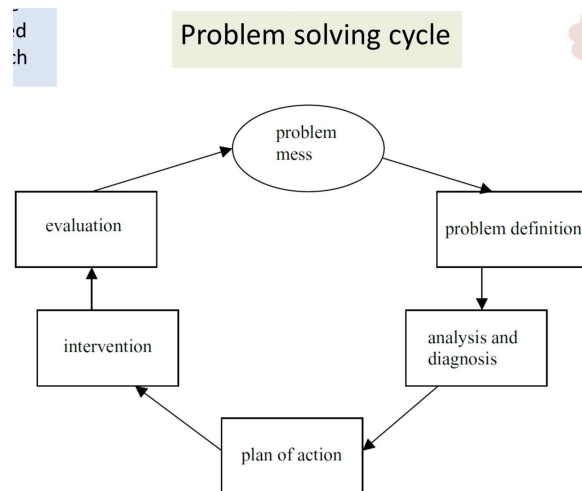 ed
ch
Problem solving cycle
problem
mess
evaluation
problem definition
intervention
analysis and
diagnosis
plan of action